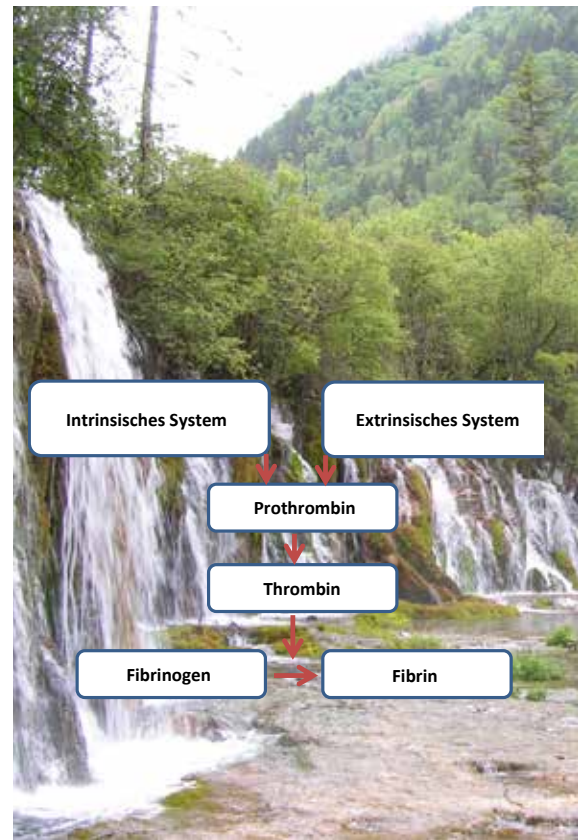 Intrinsisches System
Extrinsisches System
Prothrombin
Thrombin
Fibrinogen
Fibrin